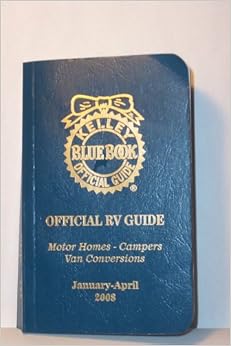 KELLEY
BLUE BOOK
OFFICIAL GUIDE
®
OFFICIAL RV GUIDE
Motor Homes - Campers
Van Conversions
January-April
2008